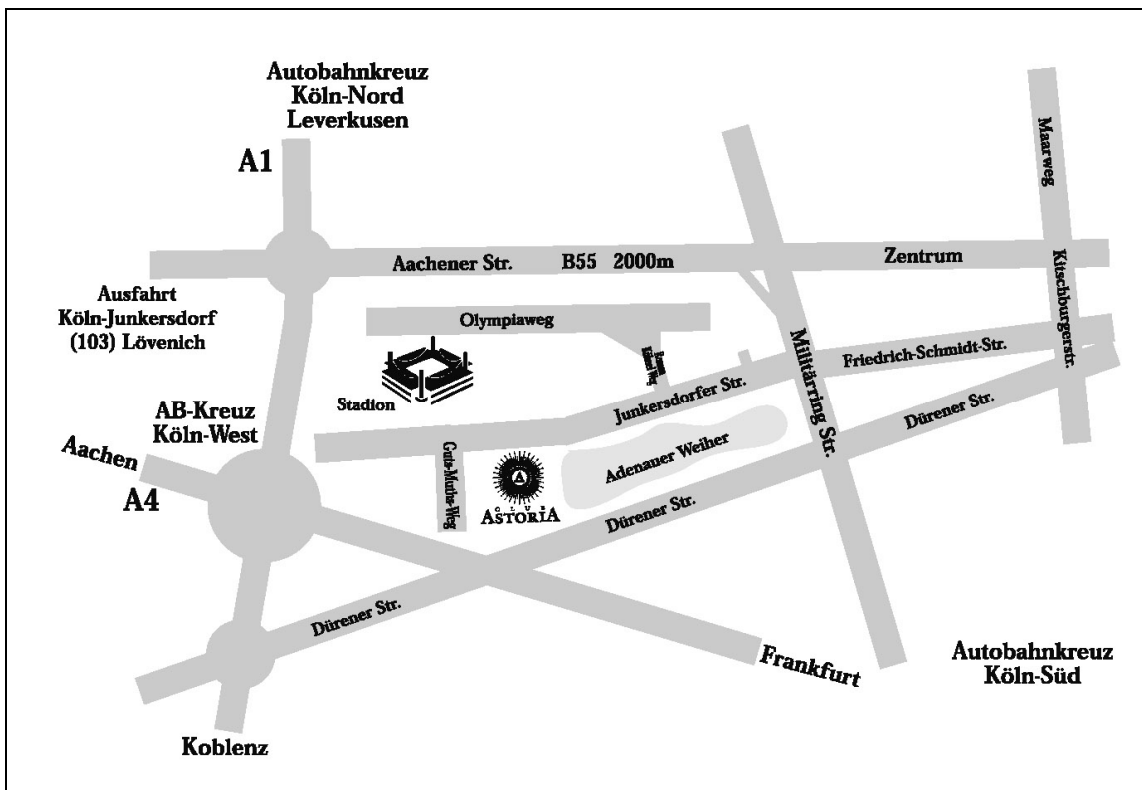 Autobahnkreuz
Köln-Nord
Leverkusen
A1
Maarweg
Aachener Str. B55 2000m
Zentrum
Kitschburgerstr.
Ausfahrt
Köln-Junkersdorf
(103) Lövenich
Olympiaweg
Militärring Str.
Friedrich-Schmidt-Str.
Weg
Stadion
Junkersdorfer Str.
Dürener Str.
AB-Kreuz
Köln-West
Aachen
A4
Guts-Muths-Weg
Adenauer Weiher
CLUB
ASTORIA
Dürener Str.
Dürener Str.
Frankfurt
Autobahnkreuz
Köln-Süd
Koblenz